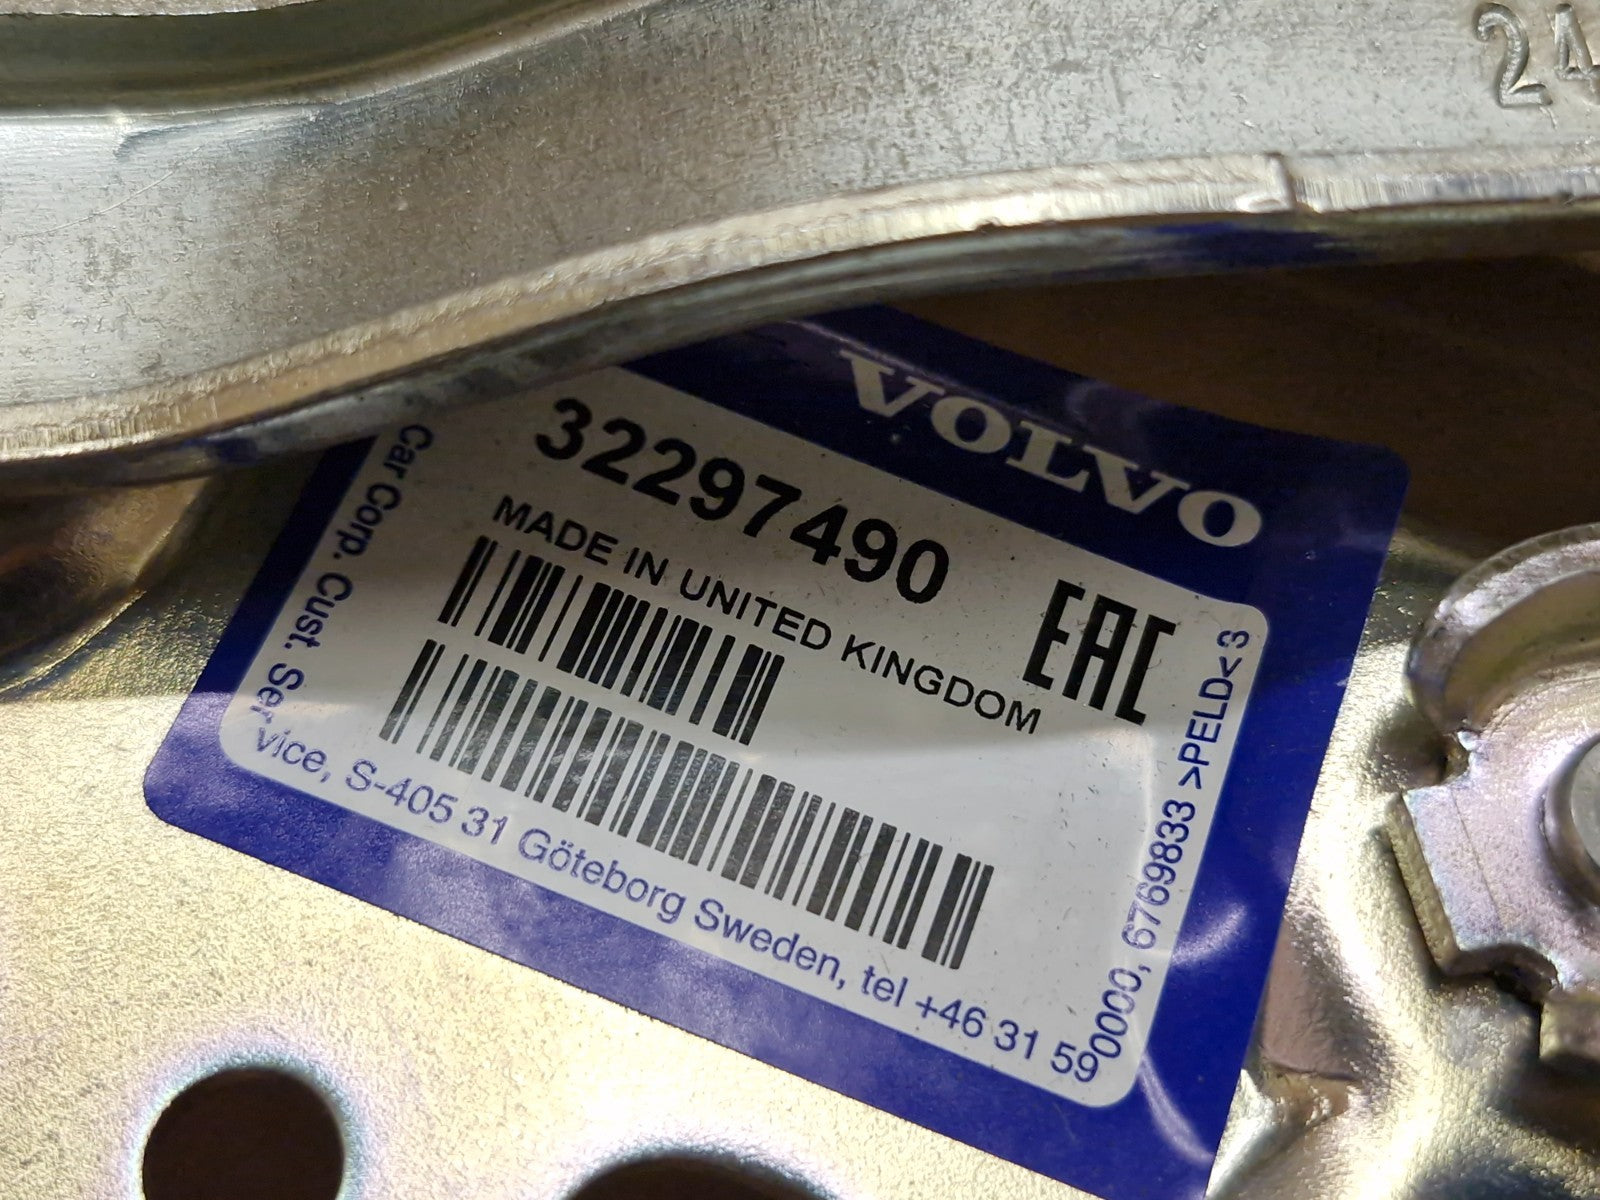 24
VOLVO
32297490
MADE IN UNITED KINGDOM
EAC
Car Corp. Cust. Service, S-405 31 Göteborg Sweden, tel +46 31 590000, 6769833 >PELD< 3